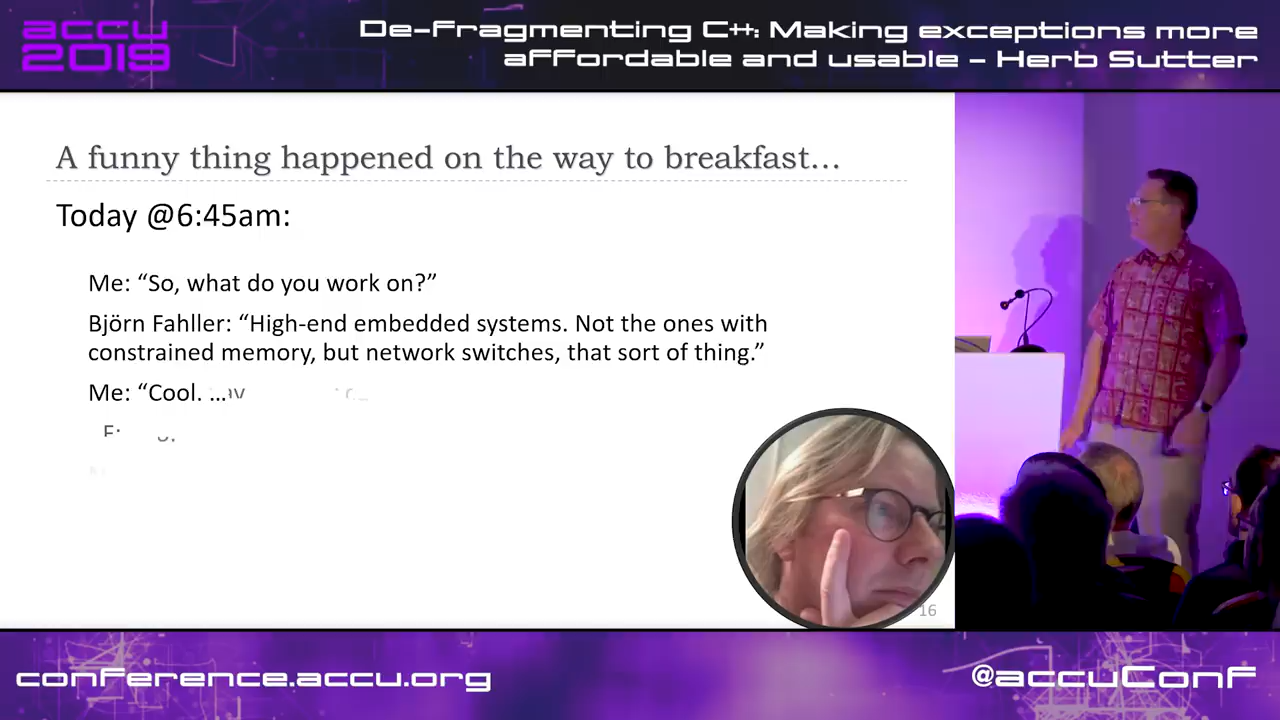 accu
2019
De-fragmenting C++: Making exceptions more
affordable and usable – Herb Sutter
A funny thing happened on the way to breakfast…
Today @6:45am:
Me: “So, what do you work on?”
Björn Fahller: “High-end embedded systems. Not the ones with
constrained memory, but network switches, that sort of thing.”
Me: “Cool. …
16
conference.accu.org
@accuConf